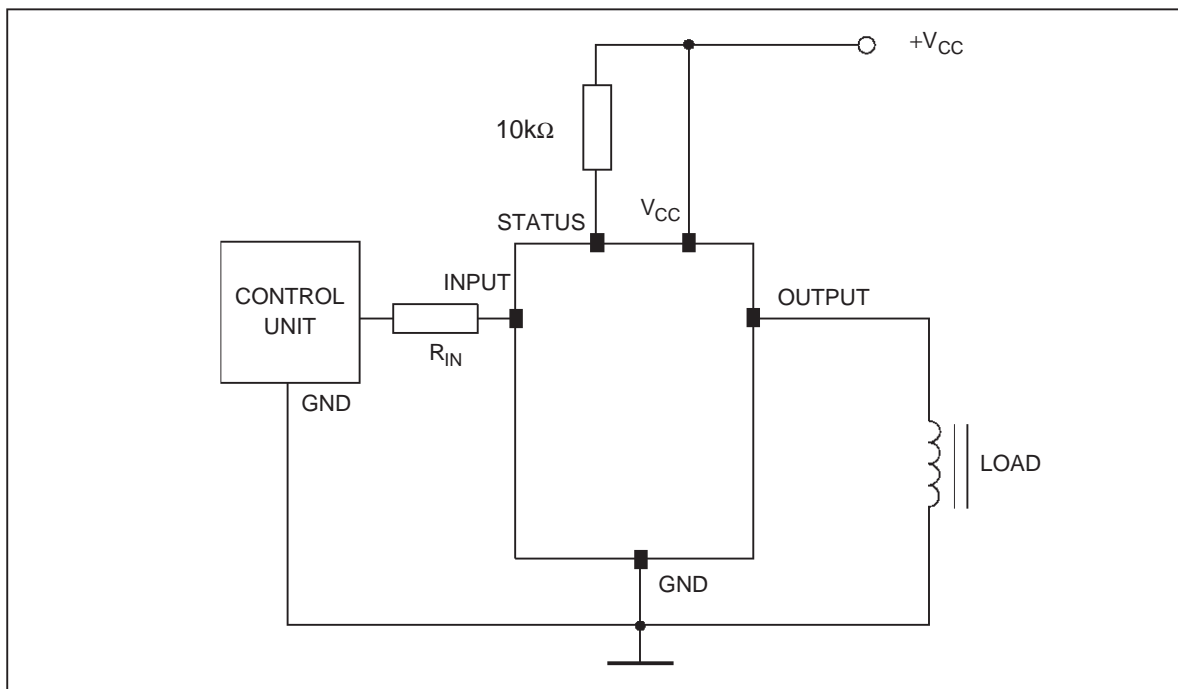 +VCC
10kΩ
VCC
STATUS
INPUT
OUTPUT
CONTROL
UNIT
RIN
GND
LOAD
GND